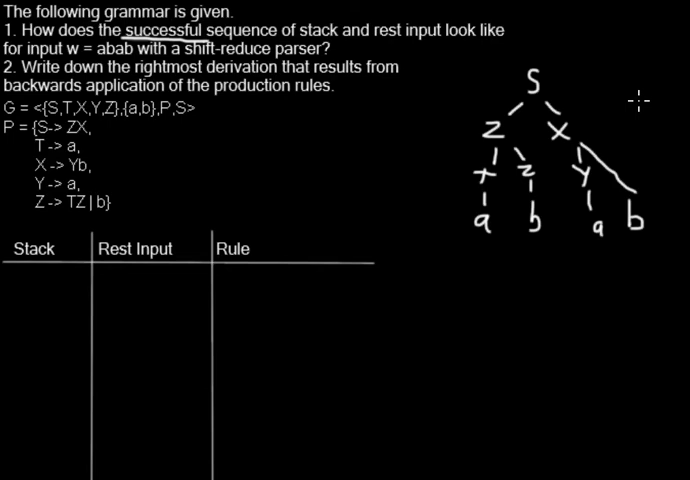 The following grammar is given.
1. How does the successful sequence of stack and rest input look like
for input w = abab with a shift-reduce parser?
2. Write down the rightmost derivation that results from
backwards application of the production rules.
G = <{S,T,X,Y,Z},{a,b},P,S>
P = {S-> ZX,
T -> a,
X -> Yb,
Y -> a,
Z -> TZ | b}
S
Z X
T Z Y
a b a b
Stack Rest Input Rule